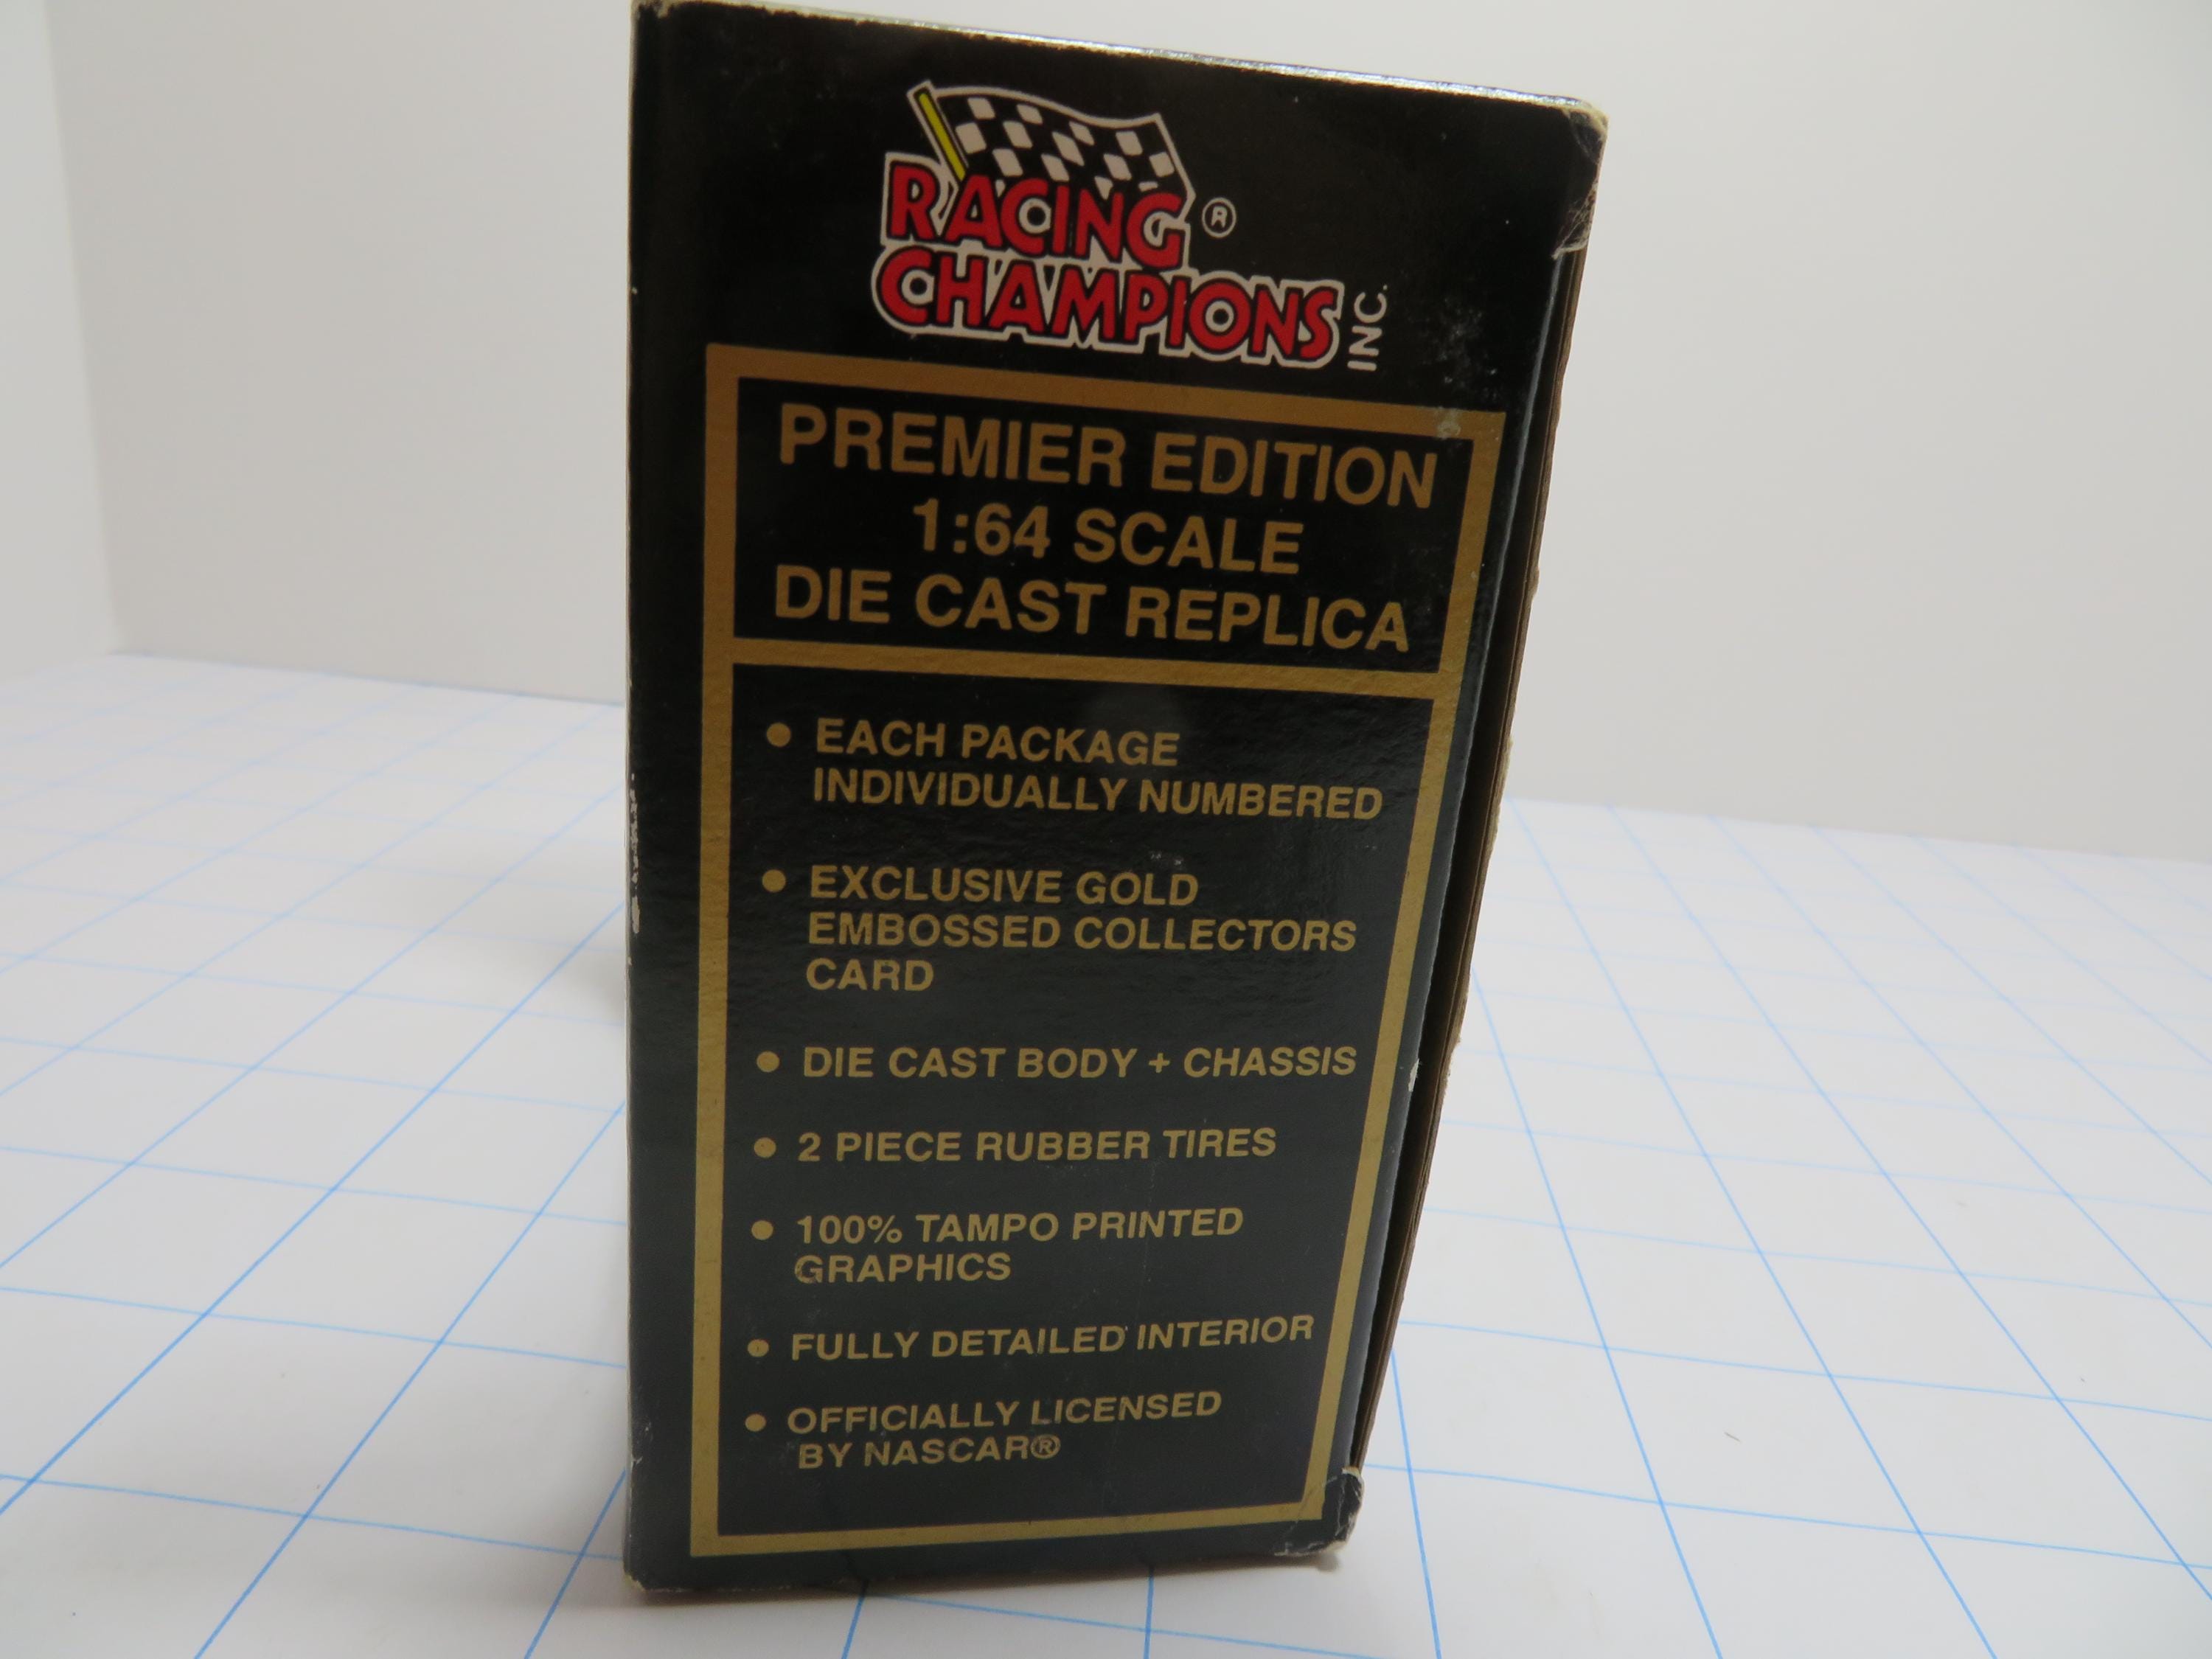 RACING ®
CHAMPIONS INC.
PREMIER EDITION
1:64 SCALE
DIE CAST REPLICA
• EACH PACKAGE
INDIVIDUALLY NUMBERED
• EXCLUSIVE GOLD
EMBOSSED COLLECTORS
CARD
• DIE CAST BODY + CHASSIS
• 2 PIECE RUBBER TIRES
• 100% TAMPO PRINTED
GRAPHICS
• FULLY DETAILED INTERIOR
• OFFICIALLY LICENSED
BY NASCAR®